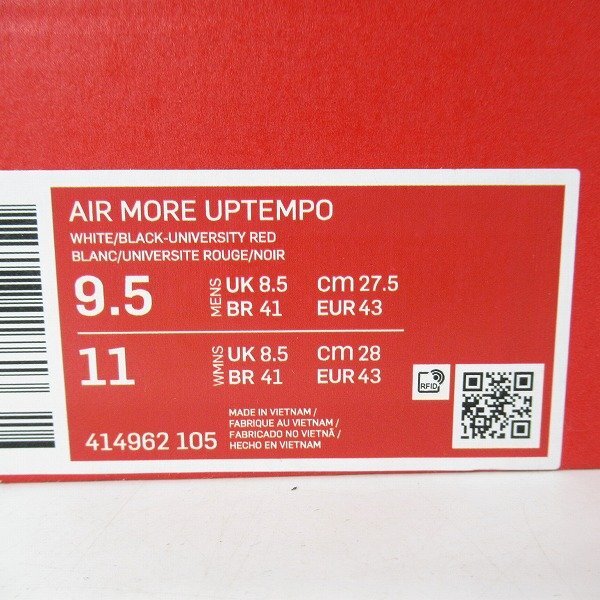 AIR MORE UPTEMPO
WHITE/BLACK-UNIVERSITY RED
BLANC/UNIVERSITE ROUGE/NOIR
9.5 MENS UK 8.5 CM 27.5
BR 41 EUR 43
11 WMNS UK 8.5 CM 28
BR 41 EUR 43
RFID
414962 105
MADE IN VIETNAM /
FABRIQUE AU VIETNAM /
FABRICADO NO VIETNÃ /
HECHO EN VIETNAM